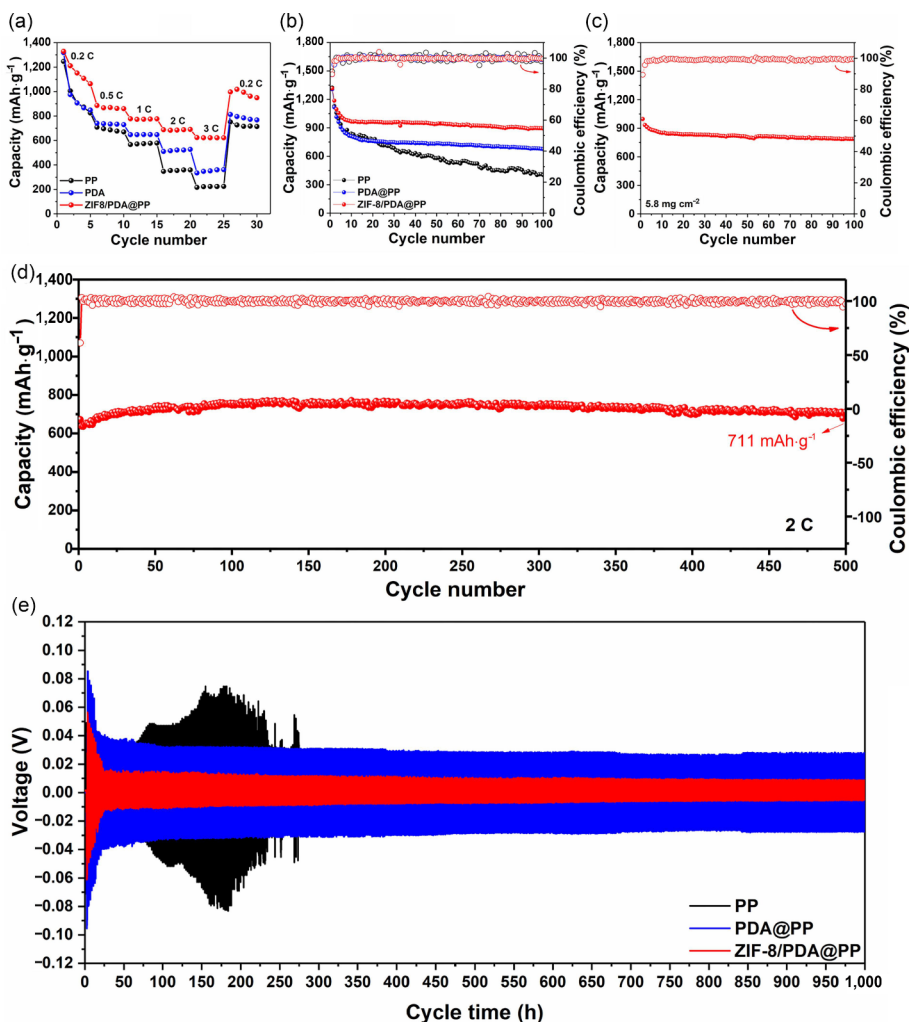 (a)
1,400
1,200
1,000
800
600
400
200
0
Capacity (mAh·g⁻¹)
0.2 C
0.5 C
1 C
2 C
3 C
0.2 C
PP
PDA
ZIF8/PDA@PP
0 5 10 15 20 25 30
Cycle number
(b)
1,800
1,500
1,200
900
600
300
0
Capacity (mAh·g⁻¹)
PP
PDA@PP
ZIF-8/PDA@PP
0 10 20 30 40 50 60 70 80 90 100
Cycle number
100
80
60
40
20
0
Coulombic efficiency (%)
(c)
1,800
1,500
1,200
900
600
300
0
Capacity (mAh·g⁻¹)
5.8 mg cm⁻²
0 10 20 30 40 50 60 70 80 90 100
Cycle number
100
80
60
40
20
0
Coulombic efficiency (%)
(d)
1,400
1,300
1,200
1,000
800
600
400
200
0
Capacity (mAh·g⁻¹)
711 mAh·g⁻¹
2 C
0 50 100 150 200 250 300 350 400 450 500
Cycle number
100
50
0
-50
-100
Coulombic efficiency (%)
(e)
0.12
0.10
0.08
0.06
0.04
0.02
0.00
−0.02
−0.04
−0.06
−0.08
−0.10
−0.12
Voltage (V)
PP
PDA@PP
ZIF-8/PDA@PP
0 50 100 150 200 250 300 350 400 450 500 550 600 650 700 750 800 850 900 950 1,000
Cycle time (h)